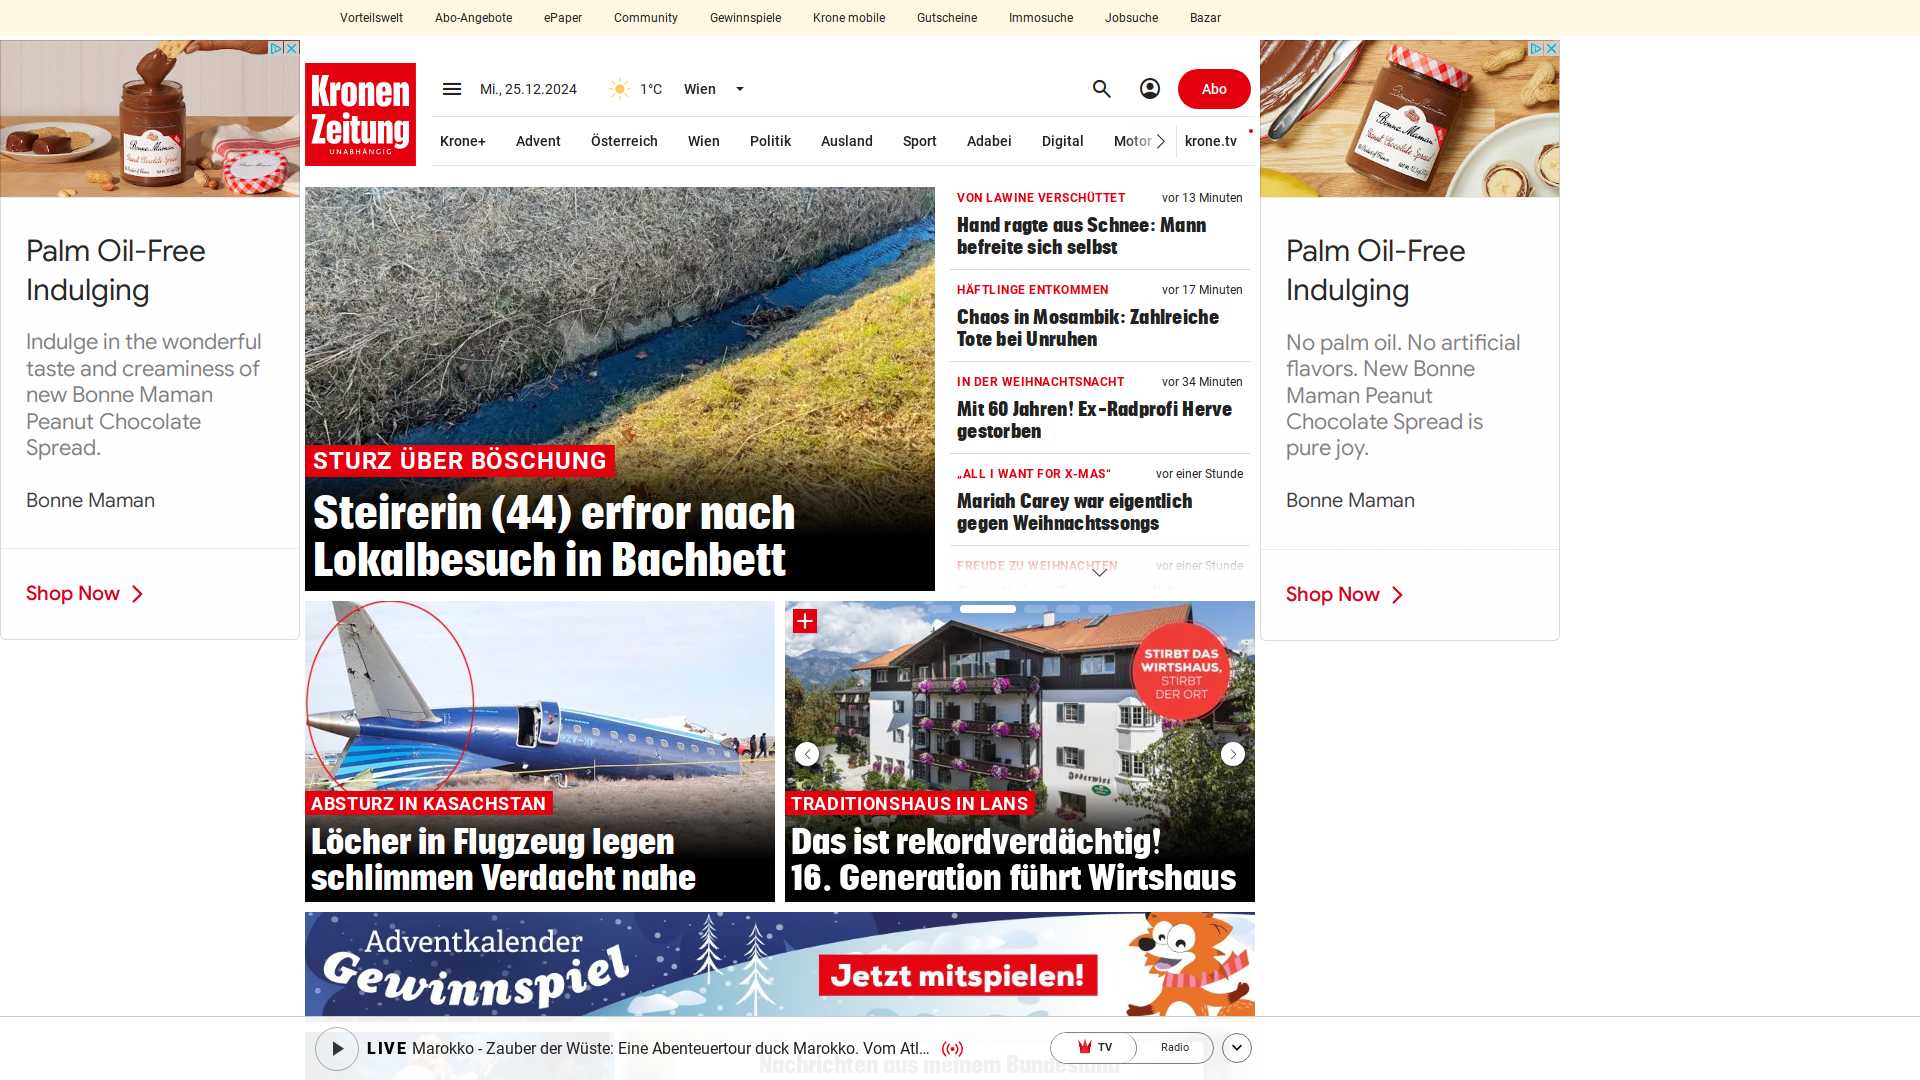 Vorteilswelt Abo-Angebote ePaper Community Gewinnspiele Krone mobile Gutscheine Immosuche Jobsuche Bazar
Kronen
Zeitung
UNABHÄNGIG
Mi., 25.12.2024 1°C Wien
Abo
Krone+ Advent Österreich Wien Politik Ausland Sport Adabei Digital Motor krone.tv
Palm Oil-Free
Indulging
Indulge in the wonderful
taste and creaminess of
new Bonne Maman
Peanut Chocolate
Spread.
Bonne Maman
Shop Now
STURZ ÜBER BÖSCHUNG
Steirerin (44) erfror nach
Lokalbesuch in Bachbett
VON LAWINE VERSCHÜTTET vor 13 Minuten
Hand ragte aus Schnee: Mann
befreite sich selbst
HÄFTLINGE ENTKOMMEN vor 17 Minuten
Chaos in Mosambik: Zahlreiche
Tote bei Unruhen
IN DER WEIHNACHTSNACHT vor 34 Minuten
Mit 60 Jahren! Ex-Radprofi Herve
gestorben
„ALL I WANT FOR X-MAS“ vor einer Stunde
Mariah Carey war eigentlich
gegen Weihnachtssongs
FREUDE ZU WEIHNACHTEN vor einer Stunde
Bonne Maman
Peanut Chocolate Spread
Palm Oil-Free
Indulging
No palm oil. No artificial
flavors. New Bonne
Maman Peanut
Chocolate Spread is
pure joy.
Bonne Maman
Shop Now
ABSTURZ IN KASACHSTAN
Löcher in Flugzeug legen
schlimmen Verdacht nahe
STIRBT DAS
WIRTSHAUS,
STIRBT
DER ORT
TRADITIONSHAUS IN LANS
Das ist rekordverdächtig!
16. Generation führt Wirtshaus
Adventkalender
Gewinnspiel
Jetzt mitspielen!
LIVE Marokko - Zauber der Wüste: Eine Abenteuertour duck Marokko. Vom Atl...
TV Radio
Nachrichten aus meinem Bundesland